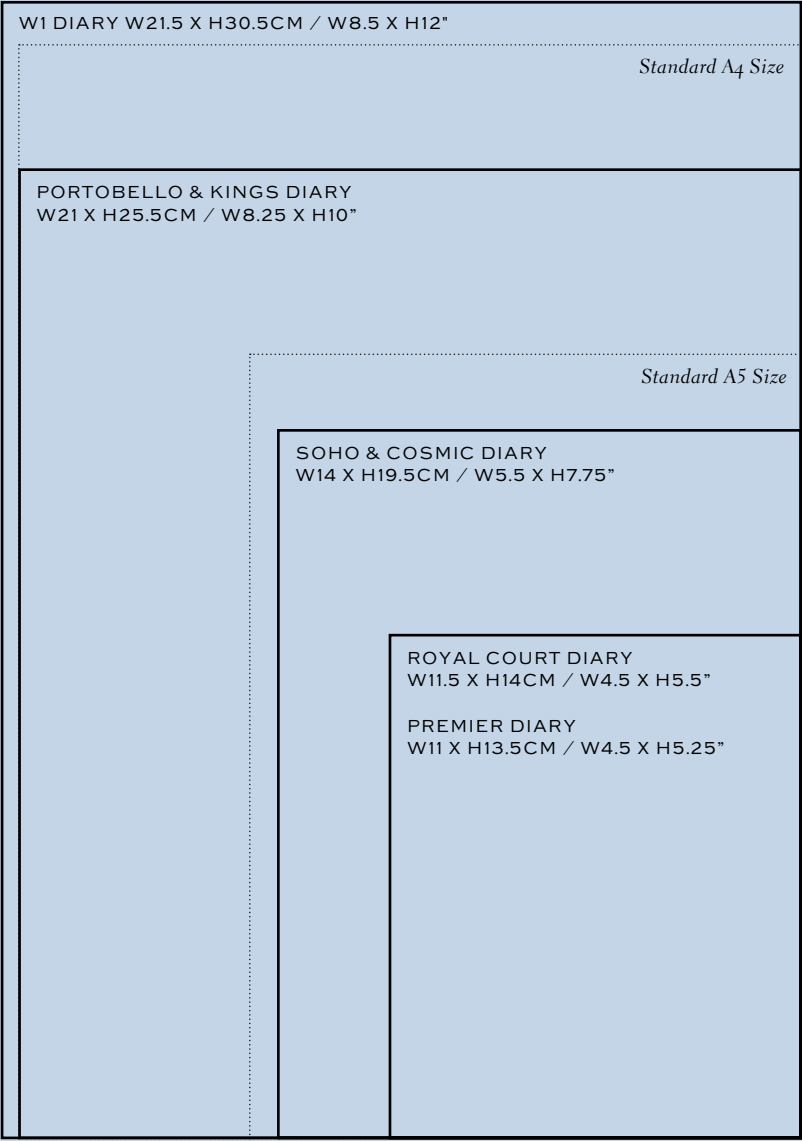 W1 DIARY W21.5 X H30.5CM / W8.5 X H12"
Standard A4 Size
PORTOBELLO & KINGS DIARY
W21 X H25.5CM / W8.25 X H10”
Standard A5 Size
SOHO & COSMIC DIARY
W14 X H19.5CM / W5.5 X H7.75”
ROYAL COURT DIARY
W11.5 X H14CM / W4.5 X H5.5”
PREMIER DIARY
W11 X H13.5CM / W4.5 X H5.25”